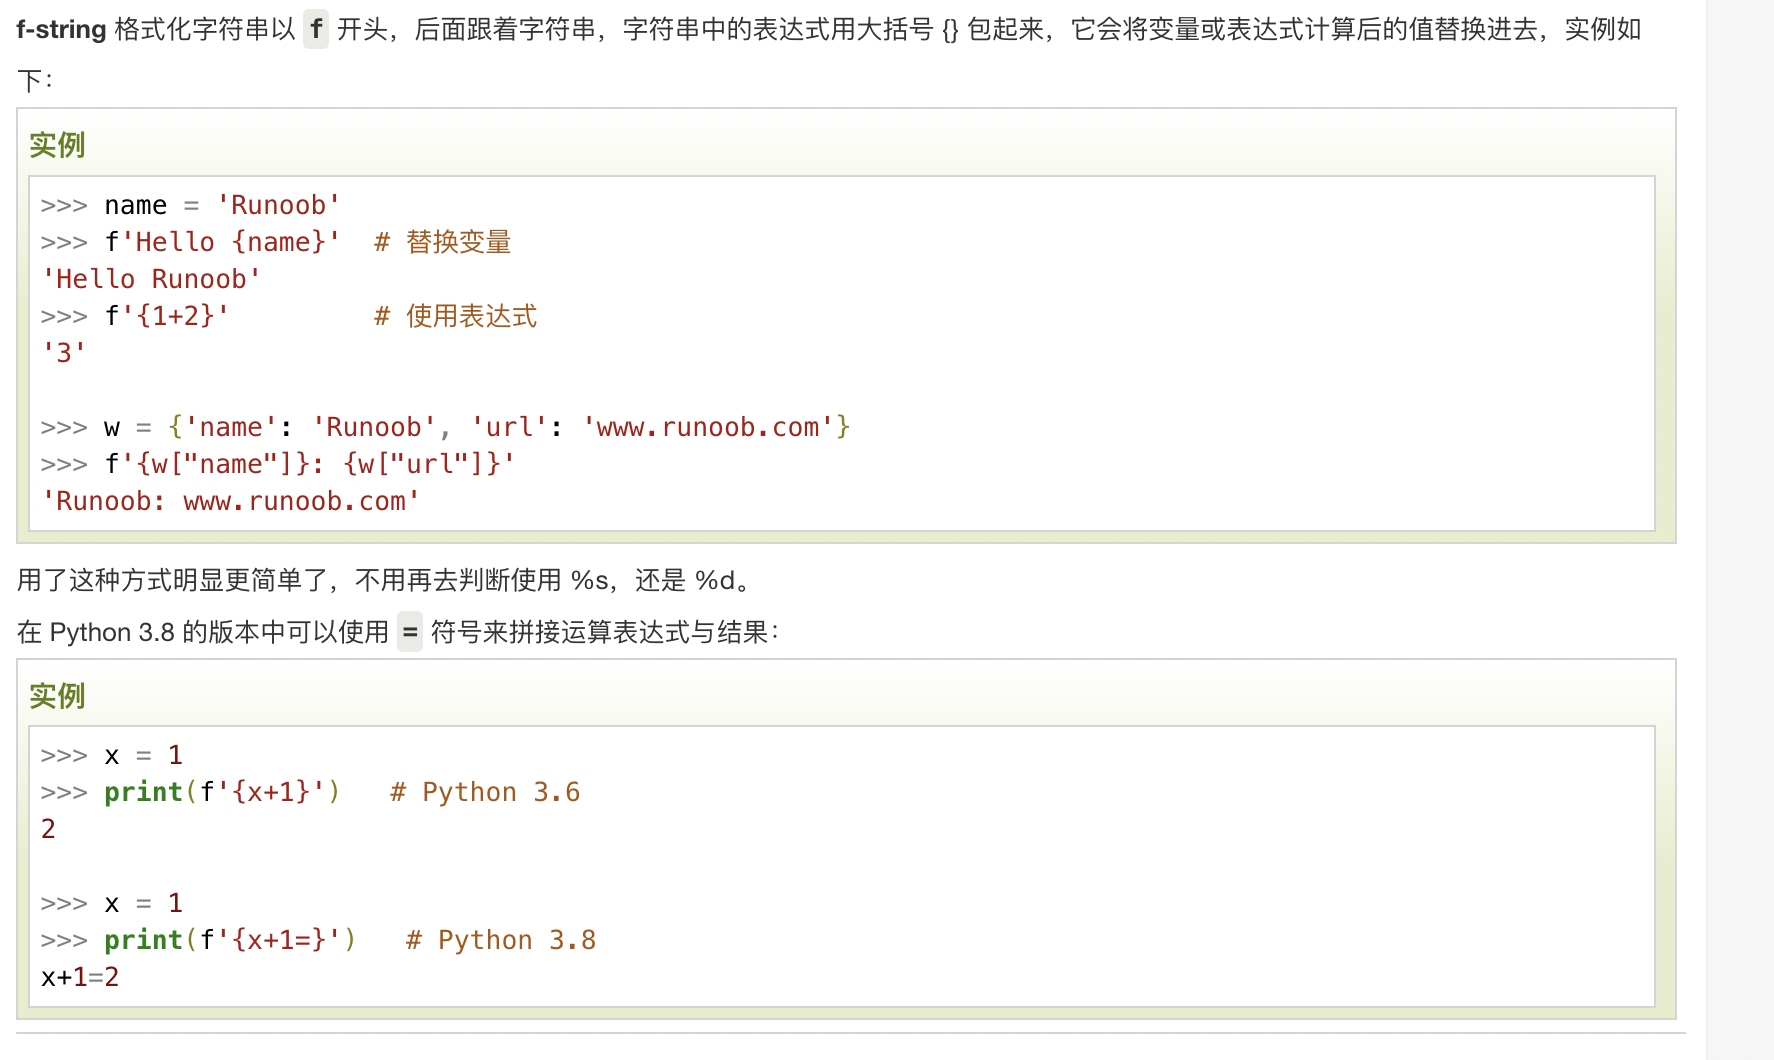 f-string 格式化字符串以 f 开头，后面跟着字符串，字符串中的表达式用大括号 {} 包起来，它会将变量或表达式计算后的值替换进去，实例如
下：
实例
>>> name = 'Runoob'
>>> f'Hello {name}'  # 替换变量
'Hello Runoob'
>>> f'{1+2}'         # 使用表达式
'3'
>>> w = {'name': 'Runoob', 'url': 'www.runoob.com'}
>>> f'{w["name"]}: {w["url"]}'
'Runoob: www.runoob.com'
用了这种方式明显更简单了，不用再去判断使用 %s，还是 %d。
在 Python 3.8 的版本中可以使用 = 符号来拼接运算表达式与结果：
实例
>>> x = 1
>>> print(f'{x+1}')   # Python 3.6
2
>>> x = 1
>>> print(f'{x+1=}')   # Python 3.8
x+1=2